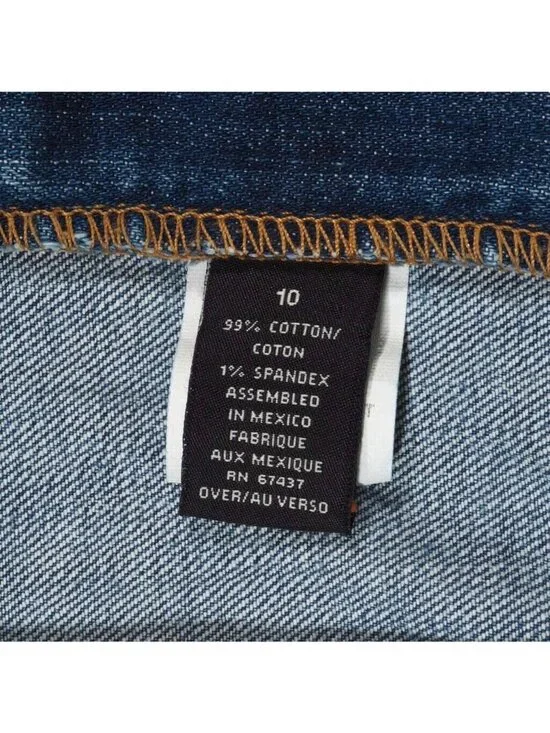 10
99% COTTON/
COTON
1% SPANDEX
ASSEMBLED
IN MEXICO
FABRIQUE
AUX MEXIQUE
RN 67437
OVER/AU VERSO
T